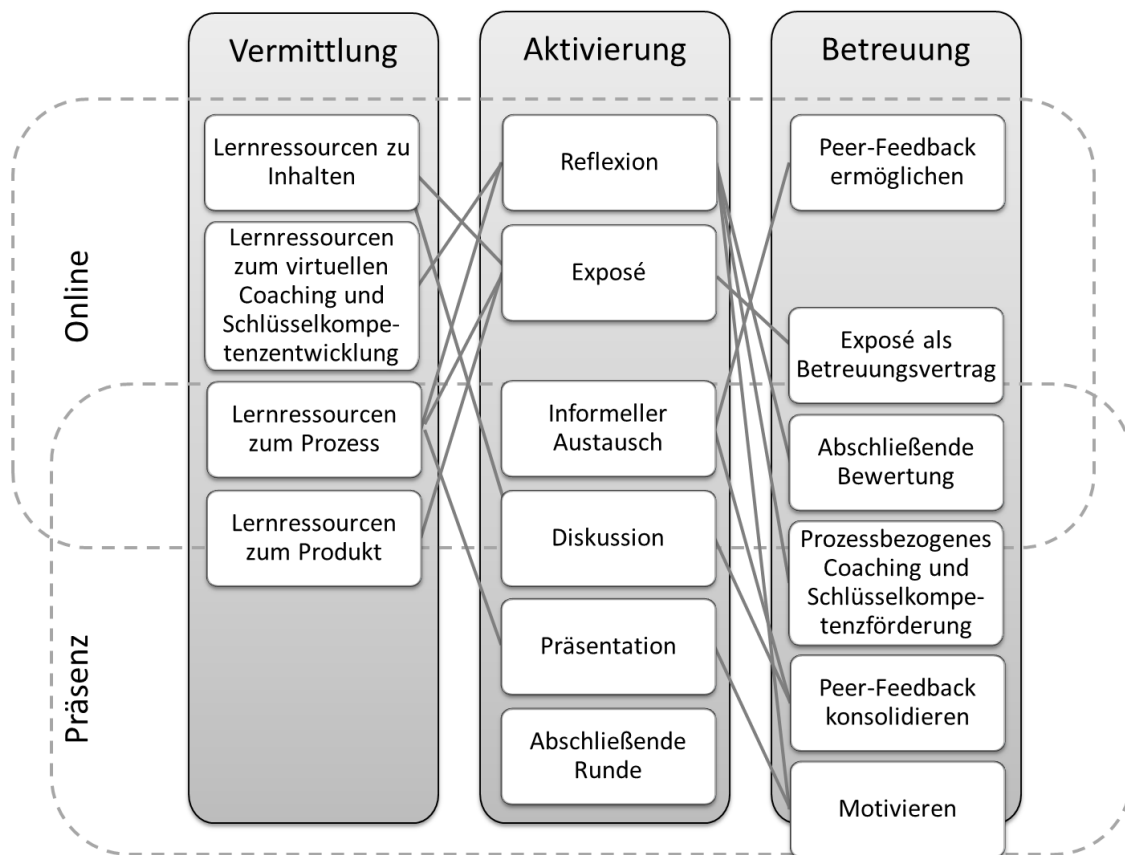 Vermittlung
Aktivierung
Betreuung
Online
Präsenz
Lernressourcen zu
Inhalten
Lernressourcen
zum virtuellen
Coaching und
Schlüsselkompe-
tenzentwicklung
Lernressourcen
zum Prozess
Lernressourcen
zum Produkt
Reflexion
Exposé
Informeller
Austausch
Diskussion
Präsentation
Abschließende
Runde
Peer-Feedback
ermöglichen
Exposé als
Betreuungsvertrag
Abschließende
Bewertung
Prozessbezogenes
Coaching und
Schlüsselkompe-
tenzförderung
Peer-Feedback
konsolidieren
Motivieren